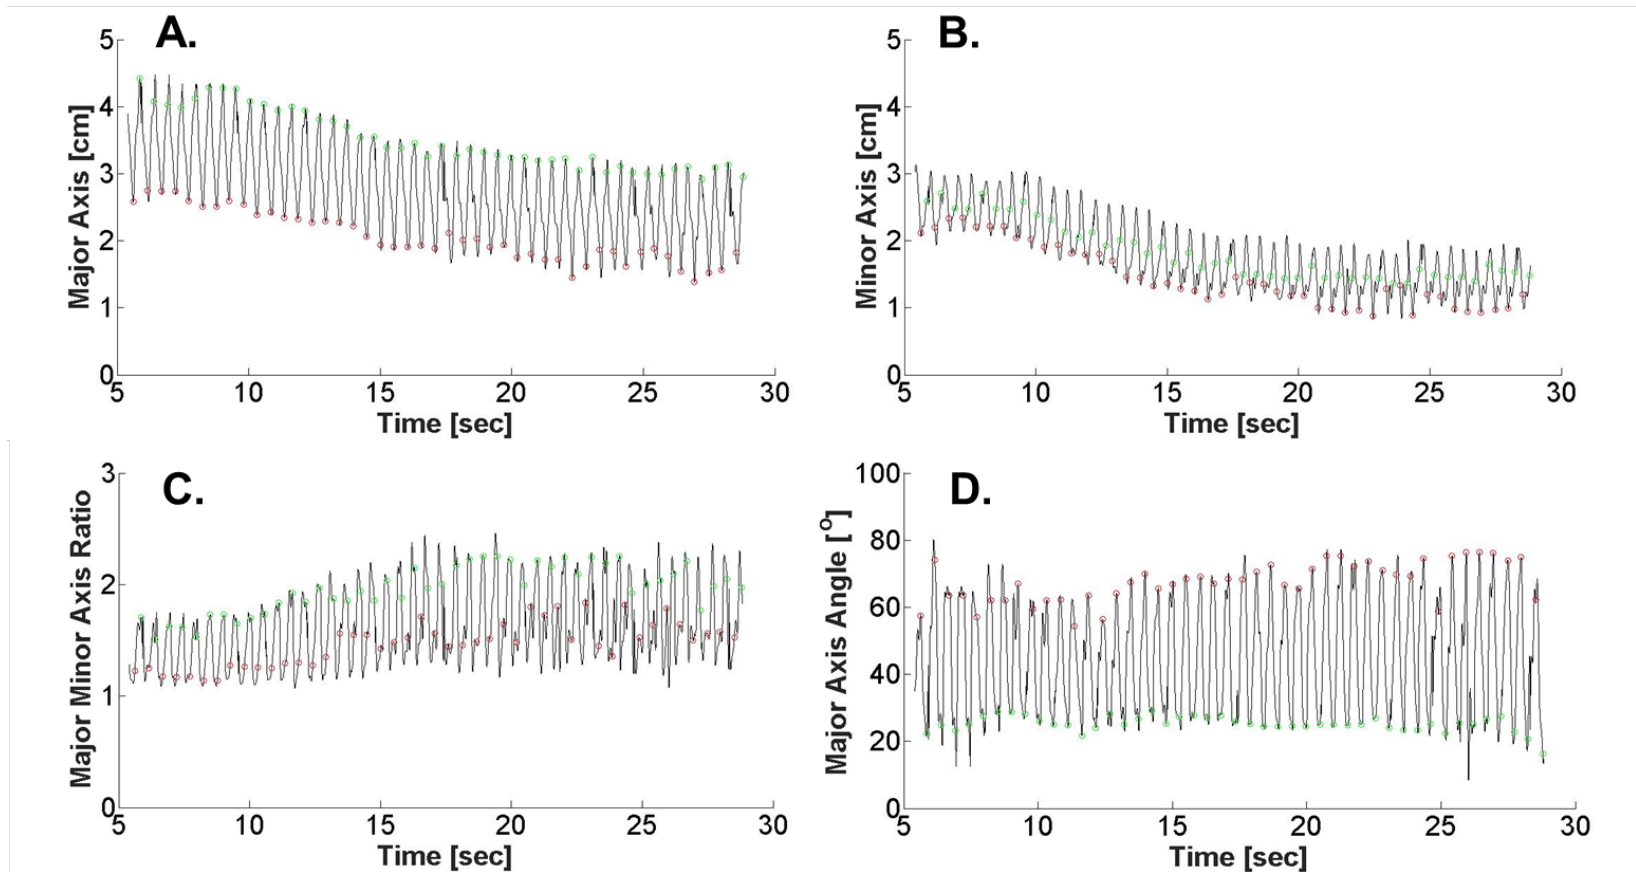 A.
Major Axis [cm]
5
4
3
2
1
0
5 10 15 20 25 30
Time [sec]
B.
Minor Axis [cm]
5
4
3
2
1
0
5 10 15 20 25 30
Time [sec]
C.
Major Minor Axis Ratio
3
2
1
0
5 10 15 20 25 30
Time [sec]
D.
Major Axis Angle [º]
100
80
60
40
20
0
5 10 15 20 25 30
Time [sec]